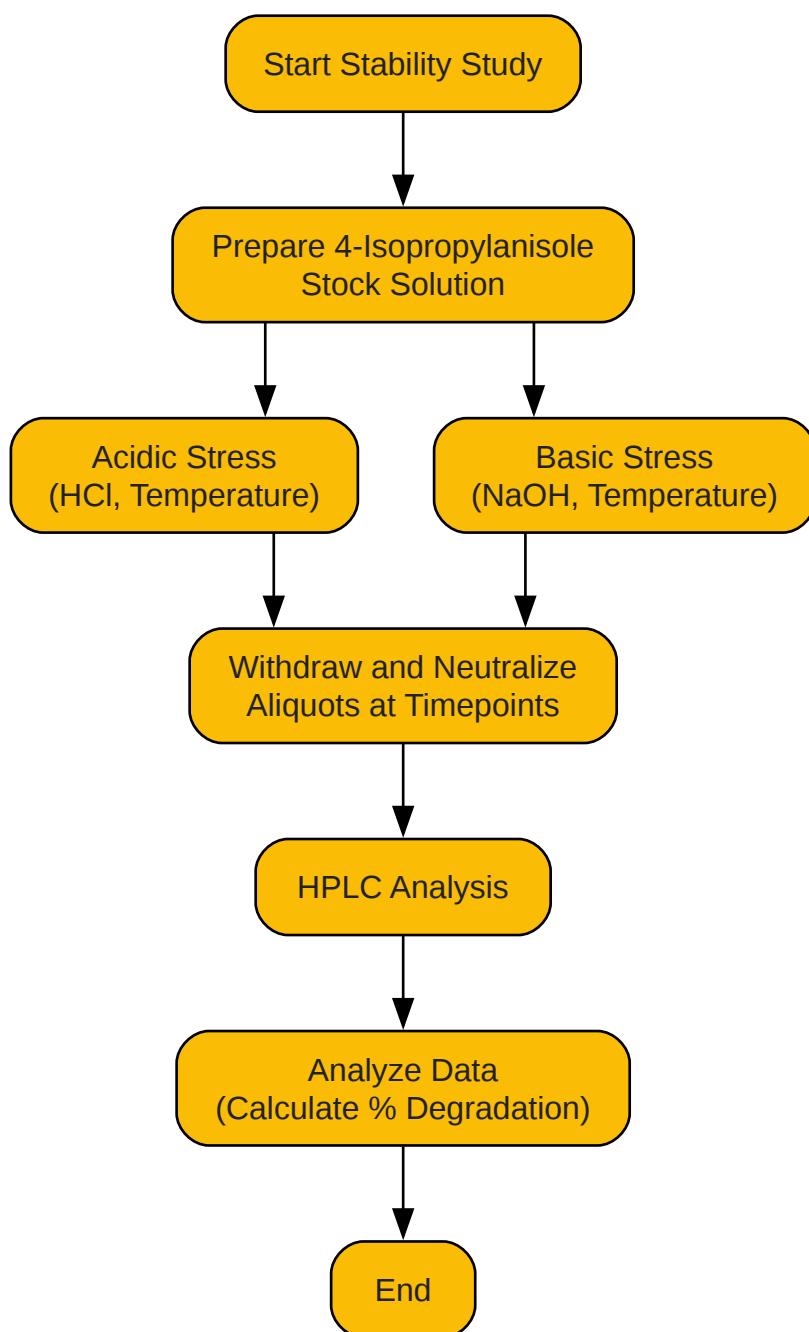 Start Stability Study
Prepare 4-Isopropylanisole
Stock Solution
Acidic Stress
(HCl, Temperature)
Basic Stress
(NaOH, Temperature)
Withdraw and Neutralize
Aliquots at Timepoints
HPLC Analysis
Analyze Data
(Calculate % Degradation)
End